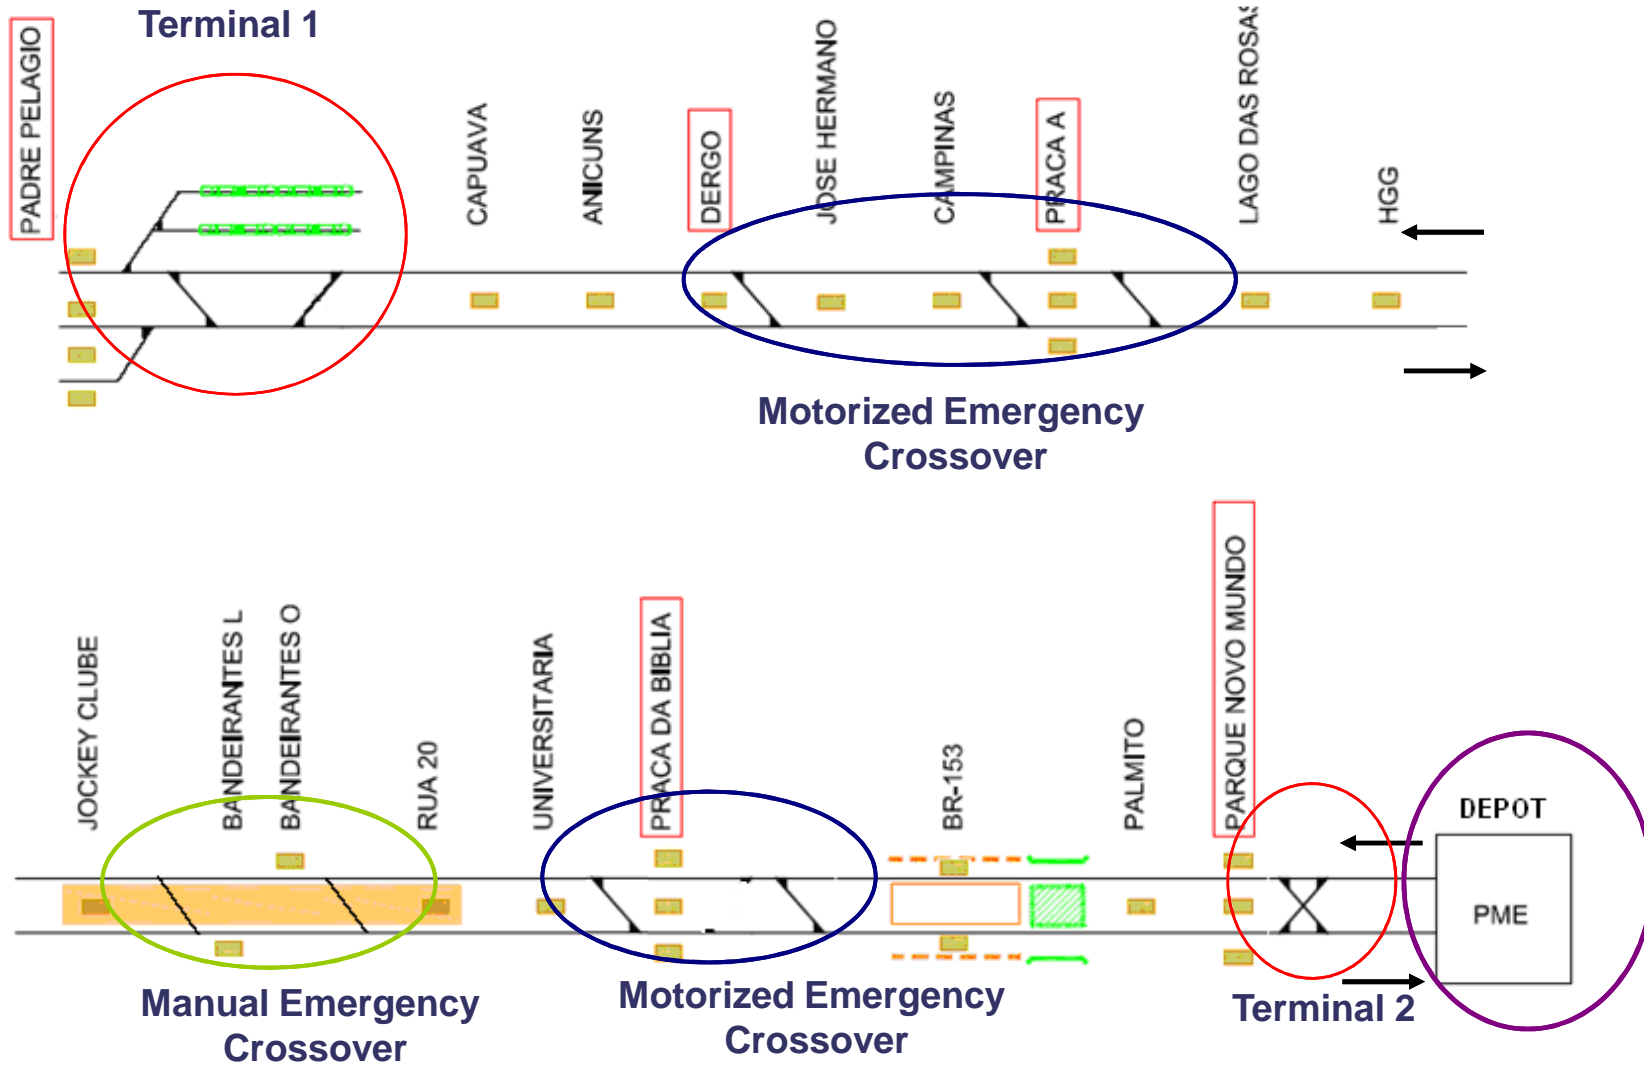 Terminal 1
PADRE PELAGIO
CAPUAVA
ANICUNS
DERGO
JOSE HERMANO
CAMPINAS
PRACA A
LAGO DAS ROSAS
HGG
Motorized Emergency
Crossover
JOCKEY CLUBE
BANDEIRANTES L
BANDEIRANTES O
RUA 20
UNIVERSITARIA
PRACA DA BIBLIA
BR-153
PALMITO
PARQUE NOVO MUNDO
DEPOT
PME
Manual Emergency
Crossover
Motorized Emergency
Crossover
Terminal 2